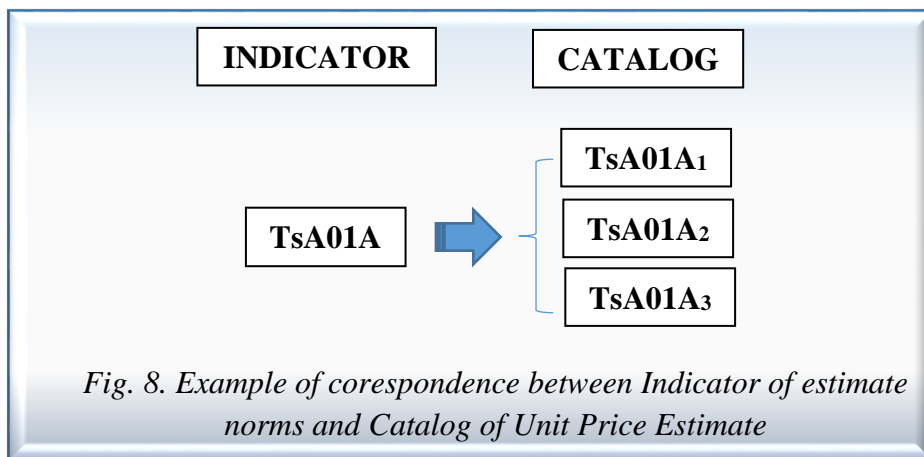 INDICATOR CATALOG
TsA01A1
TsA01A
TsA01A2
TsA01A3
Fig. 8. Example of corespondence between Indicator of estimate
norms and Catalog of Unit Price Estimate